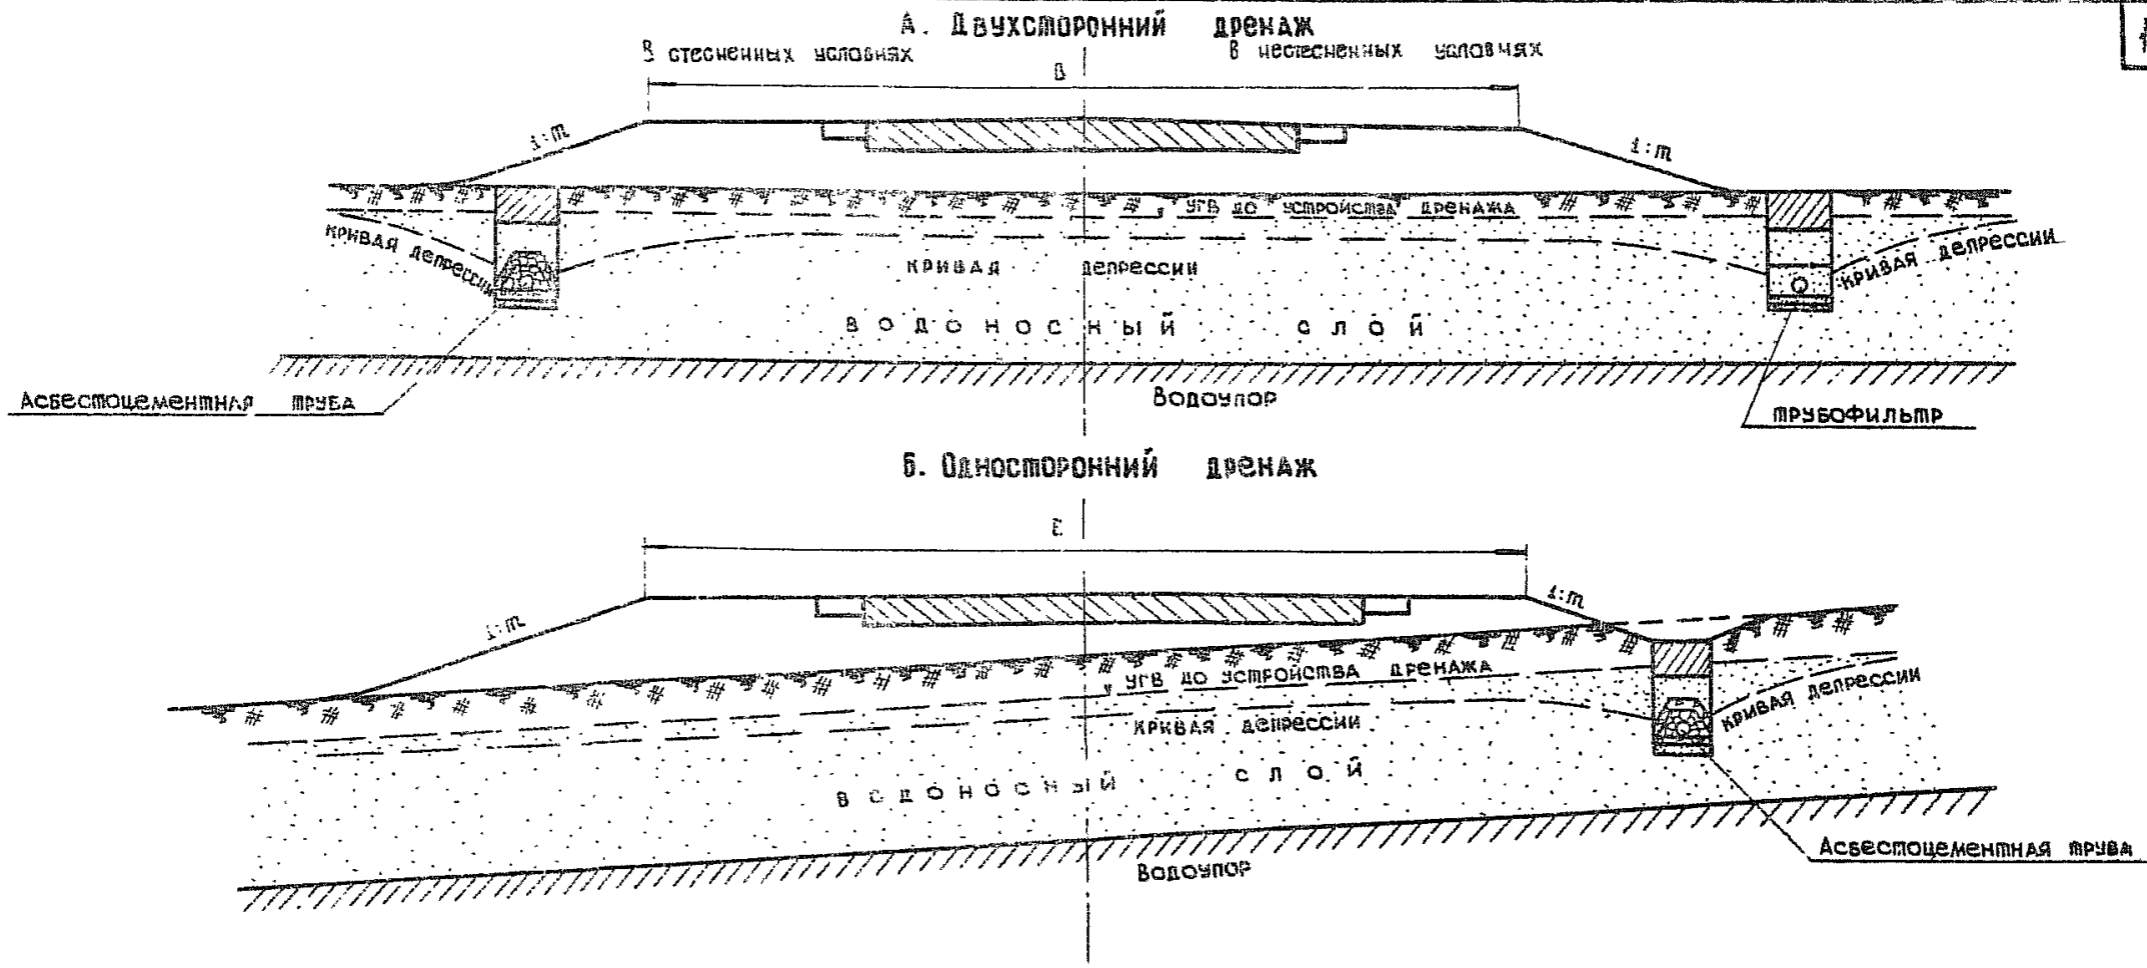 А. Двухсторонний дренаж
В стесненных условиях
В нестесненных условиях
В
1:m
1:m
УГВ до устройства дренажа
кривая депрессии
кривая депрессии
кривая депрессии
водоносный слой
Асбестоцементная труба
Водоупор
трубофильтр
Б. Односторонний дренаж
1:m
1:m
УГВ до устройства дренажа
кривая депрессии
кривая депрессии
водоносный слой
Асбестоцементная труба
Водоупор